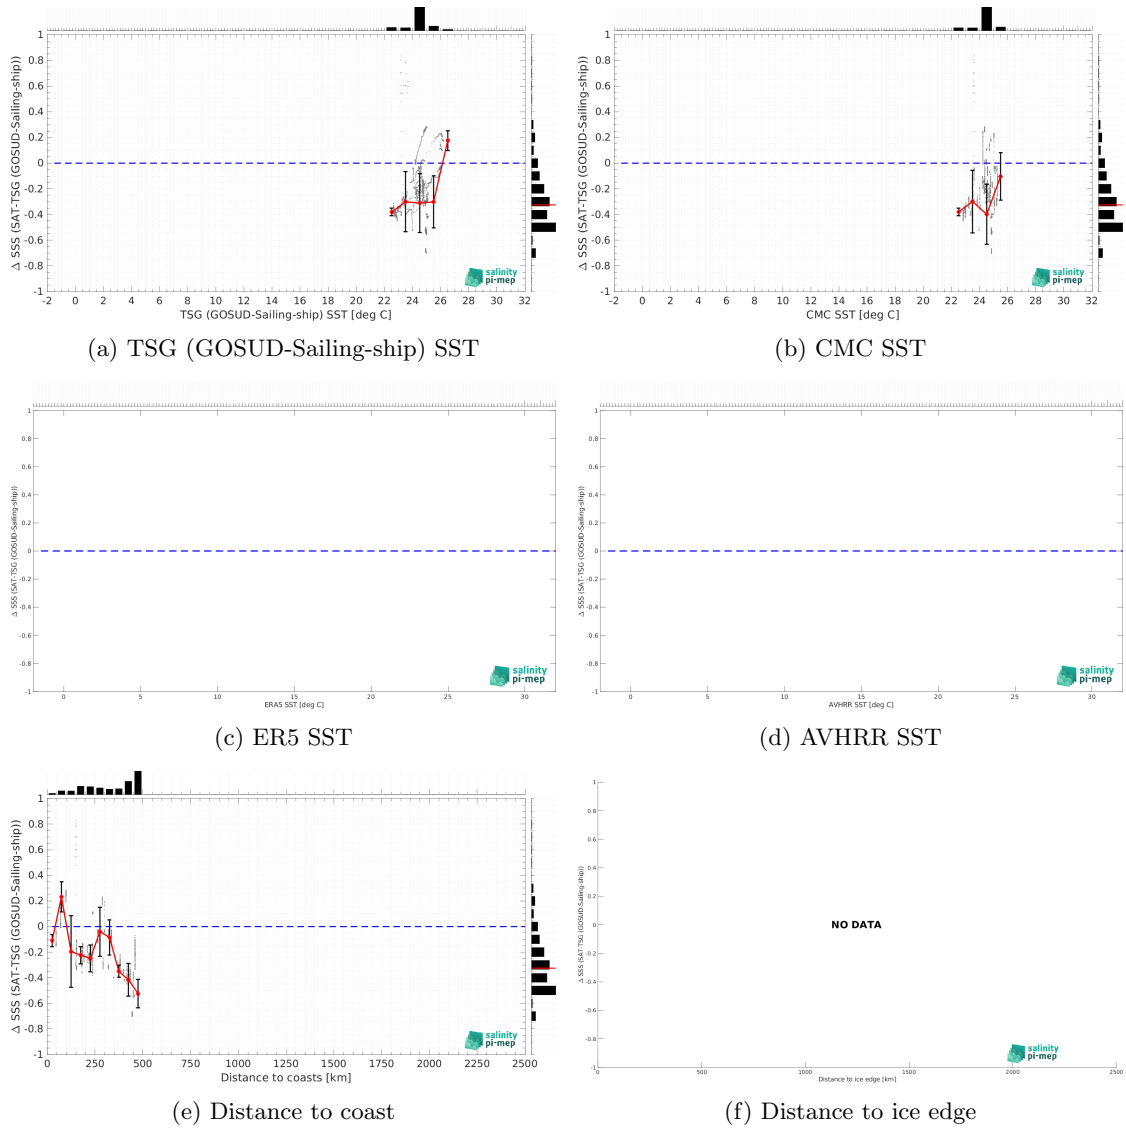 1
0.8
0.6
0.4
0.2
0
-0.2
-0.4
-0.6
-0.8
-1
Δ SSS (SAT-TSG (GOSUD-Sailing-ship))
salinity
pi-mep
-2 0 2 4 6 8 10 12 14 16 18 20 22 24 26 28 30 32
TSG (GOSUD-Sailing-ship) SST [deg C]
(a) TSG (GOSUD-Sailing-ship) SST
1
0.8
0.6
0.4
0.2
0
-0.2
-0.4
-0.6
-0.8
-1
Δ SSS (SAT-TSG (GOSUD-Sailing-ship))
salinity
pi-mep
-2 0 2 4 6 8 10 12 14 16 18 20 22 24 26 28 30 32
CMC SST [deg C]
(b) CMC SST
1
0.8
0.6
0.4
0.2
0
-0.2
-0.4
-0.6
-0.8
-1
Δ SSS (SAT-TSG (GOSUD-Sailing-ship))
salinity
pi-mep
0 5 10 15 20 25 30
ERA5 SST [deg C]
(c) ER5 SST
1
0.8
0.6
0.4
0.2
0
-0.2
-0.4
-0.6
-0.8
-1
Δ SSS (SAT-TSG (GOSUD-Sailing-ship))
salinity
pi-mep
0 5 10 15 20 25 30
AVHRR SST [deg C]
(d) AVHRR SST
1
0.8
0.6
0.4
0.2
0
-0.2
-0.4
-0.6
-0.8
-1
Δ SSS (SAT-TSG (GOSUD-Sailing-ship))
salinity
pi-mep
0 250 500 750 1000 1250 1500 1750 2000 2250 2500
Distance to coasts [km]
(e) Distance to coast
1
0.8
0.6
0.4
0.2
0
-0.2
-0.4
-0.6
-0.8
-1
Δ SSS (SAT-TSG (GOSUD-Sailing-ship))
NO DATA
salinity
pi-mep
0 500 1000 1500 2000 2500
Distance to ice edge [km]
(f) Distance to ice edge